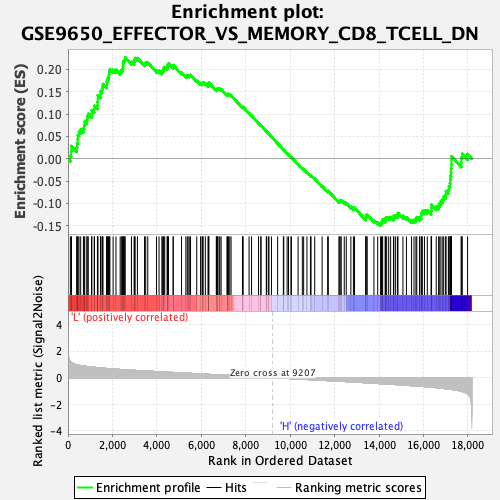 Enrichment plot:
GSE9650_EFFECTOR_VS_MEMORY_CD8_TCELL_DN
Enrichment score (ES)
0.20
0.15
0.10
0.05
0.00
-0.05
-0.10
-0.15
Ranked list metric (Signal2Noise)
'L' (positively correlated)
4
2
Zero cross at 9207
0
-2
'H' (negatively correlated)
-4
0
2,000
4,000
6,000
8,000
10,000
12,000
14,000
16,000
18,000
Rank in Ordered Dataset
Enrichment profile
Hits
Ranking metric scores